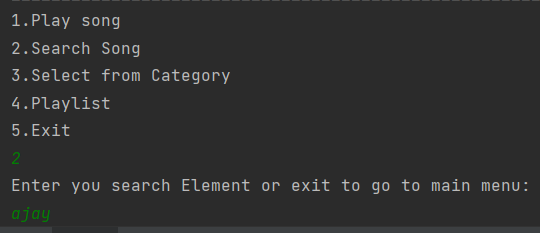 1.Play song
2.Search Song
3.Select from Category
4.Playlist
5.Exit
2
Enter you search Element or exit to go to main menu:
ajay